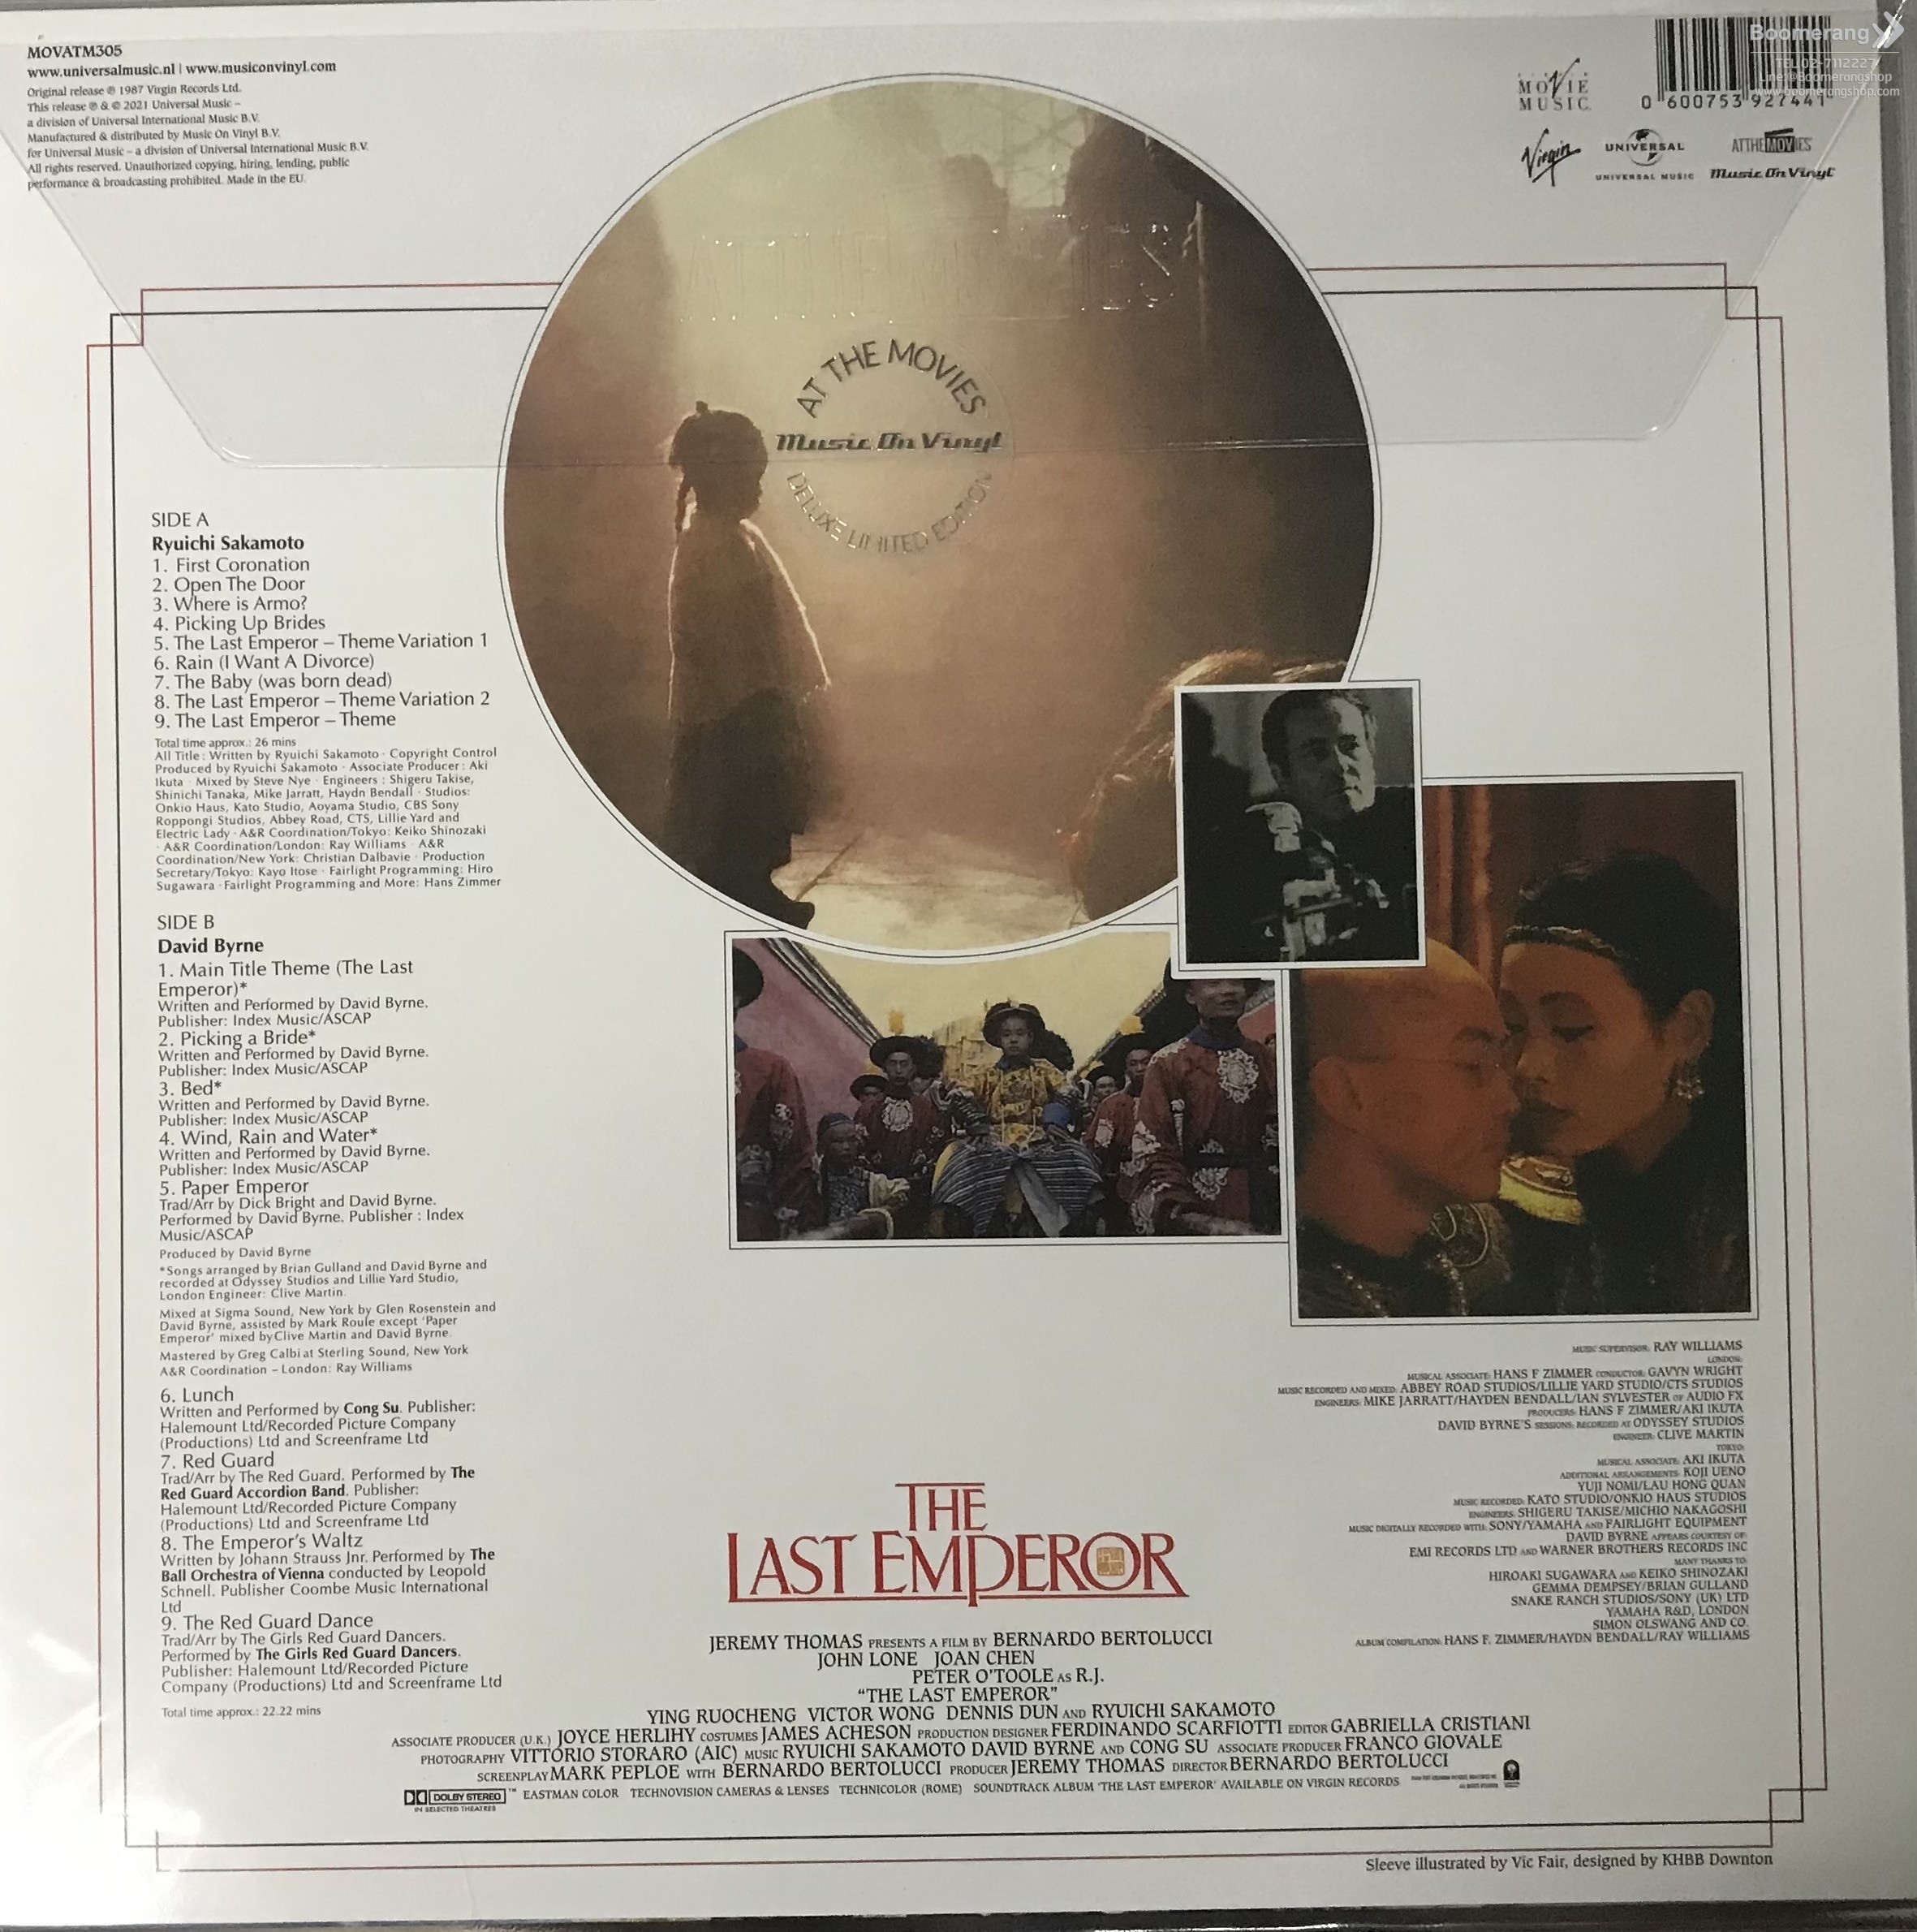 MOVATM305
www.universalmusic.nl | www.musiconvinyl.com
Original release ℗ 1987 Virgin Records Ltd.
This release ℗ & © 2021 Universal Music –
a division of Universal International Music B.V.
Manufactured & distributed by Music On Vinyl B.V.
for Universal Music – a division of Universal International Music B.V.
All rights reserved. Unauthorized copying, hiring, lending, public
performance & broadcasting prohibited. Made in the EU.
MOVIE
MUSIC
0 600753 927441
Boomerang
TEL.02-7112227
Line:@Boomerangshop
www.boomerangshop.com
Virgin
UNIVERSAL
UNIVERSAL MUSIC
ATTHEMOVIES
Music On Vinyl
AT THE MOVIES
Music On Vinyl
DELUXE LIMITED EDITION
SIDE A
Ryuichi Sakamoto
1. First Coronation
2. Open The Door
3. Where is Armo?
4. Picking Up Brides
5. The Last Emperor – Theme Variation 1
6. Rain (I Want A Divorce)
7. The Baby (was born dead)
8. The Last Emperor – Theme Variation 2
9. The Last Emperor – Theme
Total time approx.: 26 mins
All Title : Written by Ryuichi Sakamoto · Copyright Control
Produced by Ryuichi Sakamoto · Associate Producer : Aki
Ikuta · Mixed by Steve Nye · Engineers : Shigeru Takise,
Shinichi Tanaka, Mike Jarratt, Haydn Bendall · Studios:
Onkio Haus, Kato Studio, Aoyama Studio, CBS Sony
Roppongi Studios, Abbey Road, CTS, Lillie Yard and
Electric Lady · A&R Coordination/Tokyo: Keiko Shinozaki
· A&R Coordination/London: Ray Williams · A&R
Coordination/New York: Christian Dalbavie · Production
Secretary/Tokyo: Kayo Itose · Fairlight Programming: Hiro
Sugawara · Fairlight Programming and More: Hans Zimmer
SIDE B
David Byrne
1. Main Title Theme (The Last
Emperor)*
Written and Performed by David Byrne.
Publisher: Index Music/ASCAP
2. Picking a Bride*
Written and Performed by David Byrne.
Publisher: Index Music/ASCAP
3. Bed*
Written and Performed by David Byrne.
Publisher: Index Music/ASCAP
4. Wind, Rain and Water*
Written and Performed by David Byrne.
Publisher: Index Music/ASCAP
5. Paper Emperor
Trad/Arr by Dick Bright and David Byrne.
Performed by David Byrne. Publisher : Index
Music/ASCAP
Produced by David Byrne
*Songs arranged by Brian Gulland and David Byrne and
recorded at Odyssey Studios and Lillie Yard Studio,
London Engineer: Clive Martin.
Mixed at Sigma Sound, New York by Glen Rosenstein and
David Byrne, assisted by Mark Roule except 'Paper
Emperor' mixed by Clive Martin and David Byrne.
Mastered by Greg Calbi at Sterling Sound, New York
A&R Coordination – London: Ray Williams
6. Lunch
Written and Performed by Cong Su. Publisher:
Halemount Ltd/Recorded Picture Company
(Productions) Ltd and Screenframe Ltd
7. Red Guard
Trad/Arr by The Red Guard. Performed by The
Red Guard Accordion Band. Publisher:
Halemount Ltd/Recorded Picture Company
(Productions) Ltd and Screenframe Ltd
8. The Emperor's Waltz
Written by Johann Strauss Jnr. Performed by The
Ball Orchestra of Vienna conducted by Leopold
Schnell. Publisher Coombe Music International
Ltd
9. The Red Guard Dance
Trad/Arr by The Girls Red Guard Dancers.
Performed by The Girls Red Guard Dancers.
Publisher: Halemount Ltd/Recorded Picture
Company (Productions) Ltd and Screenframe Ltd
Total time approx.: 22.22 mins
MUSIC SUPERVISOR: RAY WILLIAMS
LONDON:
MUSICAL ASSOCIATE: HANS F ZIMMER CONDUCTOR: GAVYN WRIGHT
MUSIC RECORDED AND MIXED: ABBEY ROAD STUDIOS/LILLIE YARD STUDIO/CTS STUDIOS
ENGINEERS: MIKE JARRATT/HAYDEN BENDALL/IAN SYLVESTER OF AUDIO FX
PRODUCERS: HANS F ZIMMER/AKI IKUTA
DAVID BYRNE'S SESSIONS: RECORDED AT ODYSSEY STUDIOS
ENGINEER: CLIVE MARTIN
TOKYO:
MUSICAL ASSOCIATE: AKI IKUTA
ADDITIONAL ARRANGEMENTS: KOJI UENO
YUJI NOMI/LAU HONG QUAN
MUSIC RECORDED: KATO STUDIO/ONKIO HAUS STUDIOS
ENGINEERS: SHIGERU TAKISE/MICHIO NAKAGOSHI
MUSIC DIGITALLY RECORDED WITH: SONY/YAMAHA AND FAIRLIGHT EQUIPMENT
DAVID BYRNE APPEARS COURTESY OF:
EMI RECORDS LTD AND WARNER BROTHERS RECORDS INC
MANY THANKS TO:
HIROAKI SUGAWARA AND KEIKO SHINOZAKI
GEMMA DEMPSEY/BRIAN GULLAND
SNAKE RANCH STUDIOS/SONY (UK) LTD
YAMAHA R&D, LONDON
SIMON OLSWANG AND CO.
ALBUM COMPILATION: HANS F. ZIMMER/HAYDN BENDALL/RAY WILLIAMS
THE
LAST EMPEROR
JEREMY THOMAS PRESENTS A FILM BY BERNARDO BERTOLUCCI
JOHN LONE JOAN CHEN
PETER O'TOOLE AS R.J.
"THE LAST EMPEROR"
YING RUOCHENG VICTOR WONG DENNIS DUN AND RYUICHI SAKAMOTO
ASSOCIATE PRODUCER (U.K.) JOYCE HERLIHY COSTUMES JAMES ACHESON PRODUCTION DESIGNER FERDINANDO SCARFIOTTI EDITOR GABRIELLA CRISTIANI
PHOTOGRAPHY VITTORIO STORARO (AIC) MUSIC RYUICHI SAKAMOTO DAVID BYRNE AND CONG SU ASSOCIATE PRODUCER FRANCO GIOVALE
SCREENPLAY MARK PEPLOE WITH BERNARDO BERTOLUCCI PRODUCER JEREMY THOMAS DIRECTOR BERNARDO BERTOLUCCI
DOLBY STEREO ™ EASTMAN COLOR TECHNOVISION CAMERAS & LENSES TECHNICOLOR (ROME) SOUNDTRACK ALBUM 'THE LAST EMPEROR' AVAILABLE ON VIRGIN RECORDS
IN SELECTED THEATRES
Sleeve illustrated by Vic Fair, designed by KHBB Downton